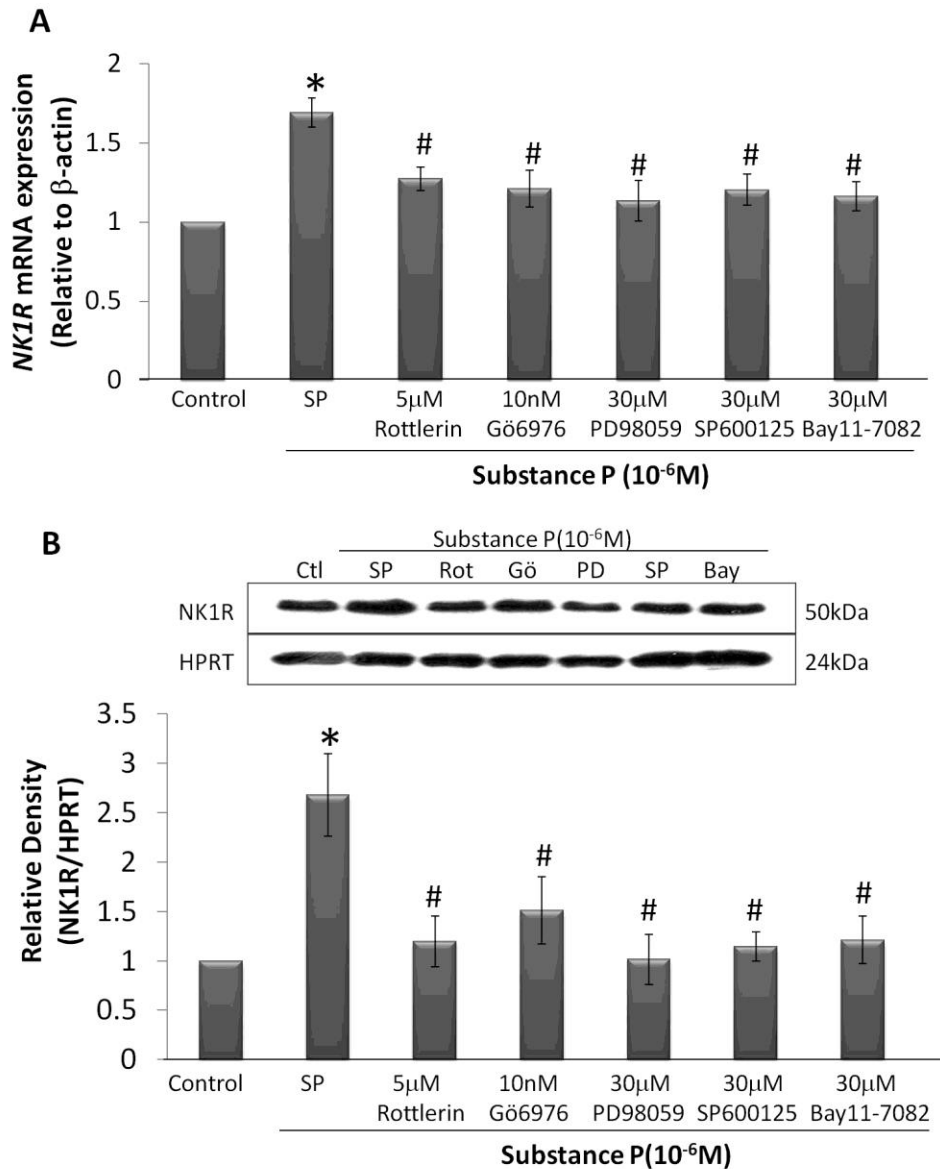 A
NK1R mRNA expression
(Relative to β-actin)
2
1.5
1
0.5
0
*
#
#
#
#
#
Control
SP
5μM
Rottlerin
10nM
Gö6976
30μM
PD98059
30μM
SP600125
30μM
Bay11-7082
Substance P (10⁻⁶M)
B
Substance P(10⁻⁶M)
Ctl SP Rot Gö PD SP Bay
NK1R 50kDa
HPRT 24kDa
Relative Density
(NK1R/HPRT)
3.5
3
2.5
2
1.5
1
0.5
0
*
#
#
#
#
#
Control
SP
5μM
Rottlerin
10nM
Gö6976
30μM
PD98059
30μM
SP600125
30μM
Bay11-7082
Substance P(10⁻⁶M)